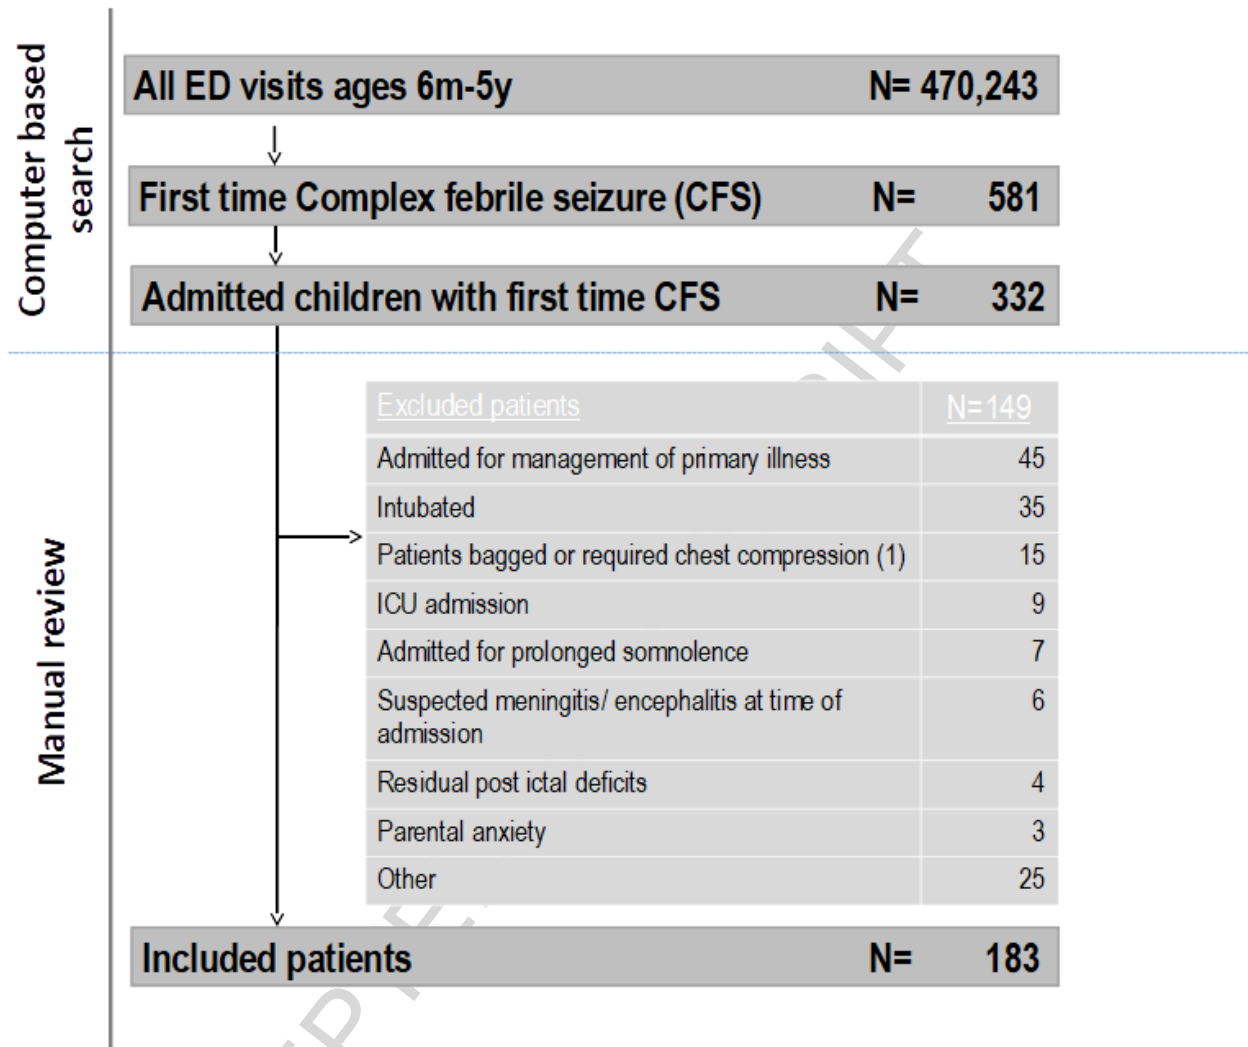 Computer based
search
All ED visits ages 6m-5y N= 470,243
First time Complex febrile seizure (CFS) N= 581
Admitted children with first time CFS N= 332
Manual review
Excluded patients N=149
Admitted for management of primary illness 45
Intubated 35
Patients bagged or required chest compression (1) 15
ICU admission 9
Admitted for prolonged somnolence 7
Suspected meningitis/ encephalitis at time of 6
admission
Residual post ictal deficits 4
Parental anxiety 3
Other 25
Included patients N= 183